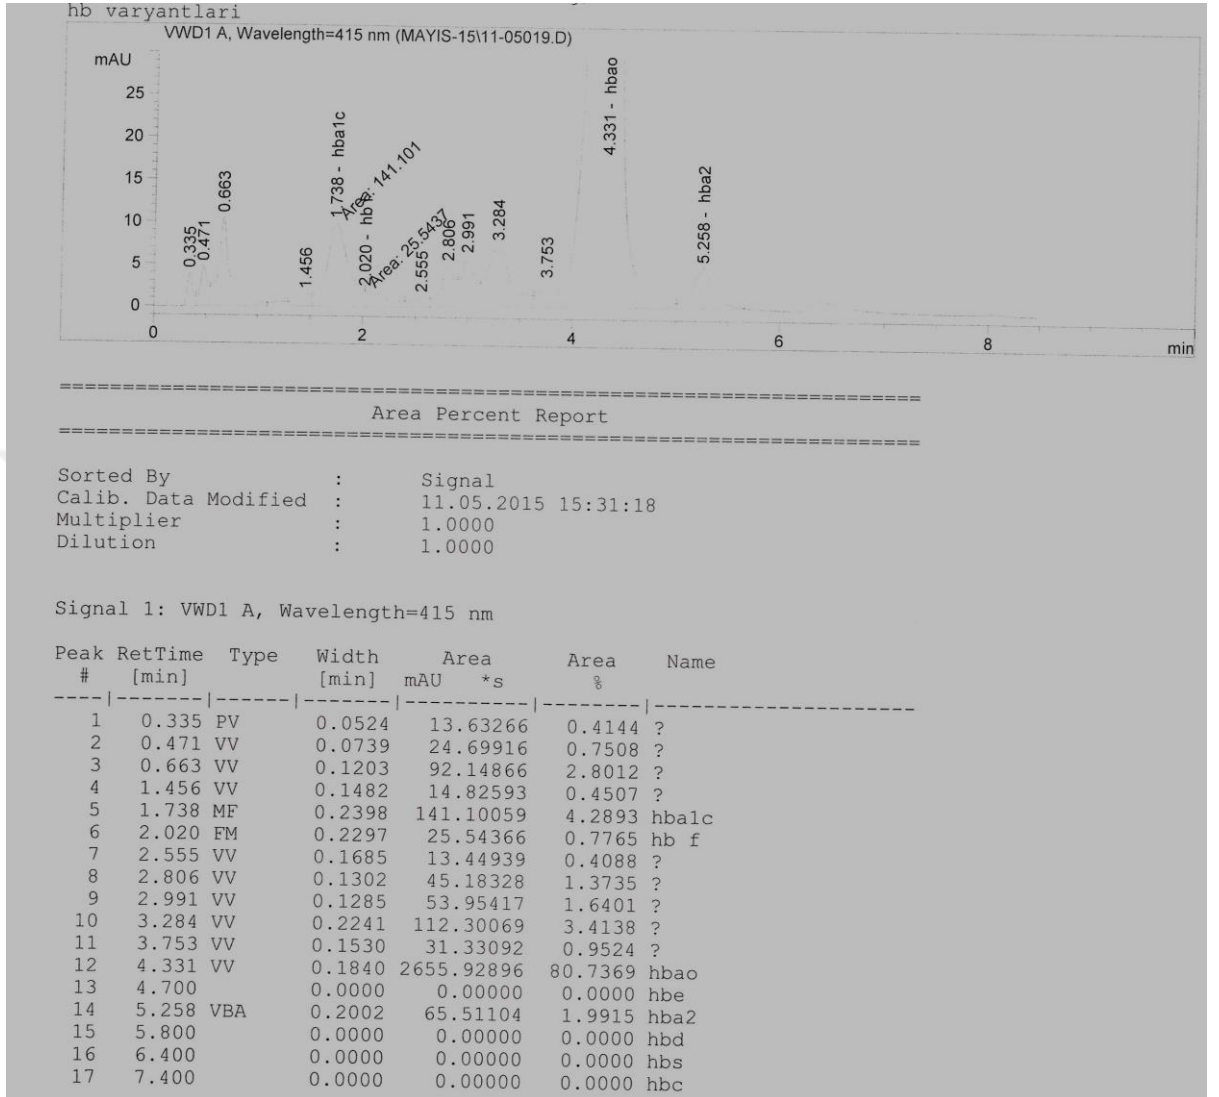 hb varyantlari
VWD1 A, Wavelength=415 nm (MAYIS-15\11-05019.D)
mAU
25
20
15
10
5
0
0.335
0.471
0.663
1.456
1.738 - hba1c
Area: 141.101
2.020 - hb f
Area: 25.5437
2.555
2.806
2.991
3.284
3.753
4.331 - hbao
5.258 - hba2
0 2 4 6 8 min
=====================================================================
Area Percent Report
=====================================================================
Sorted By : Signal
Calib. Data Modified : 11.05.2015 15:31:18
Multiplier : 1.0000
Dilution : 1.0000
Signal 1: VWD1 A, Wavelength=415 nm
Peak RetTime Type Width Area Area Name
# [min] [min] mAU *s %
----|-------|------|-------|----------|--------|---------------------
1 0.335 PV 0.0524 13.63266 0.4144 ?
2 0.471 VV 0.0739 24.69916 0.7508 ?
3 0.663 VV 0.1203 92.14866 2.8012 ?
4 1.456 VV 0.1482 14.82593 0.4507 ?
5 1.738 MF 0.2398 141.10059 4.2893 hba1c
6 2.020 FM 0.2297 25.54366 0.7765 hb f
7 2.555 VV 0.1685 13.44939 0.4088 ?
8 2.806 VV 0.1302 45.18328 1.3735 ?
9 2.991 VV 0.1285 53.95417 1.6401 ?
10 3.284 VV 0.2241 112.30069 3.4138 ?
11 3.753 VV 0.1530 31.33092 0.9524 ?
12 4.331 VV 0.1840 2655.92896 80.7369 hbao
13 4.700 0.0000 0.00000 0.0000 hbe
14 5.258 VBA 0.2002 65.51104 1.9915 hba2
15 5.800 0.0000 0.00000 0.0000 hbd
16 6.400 0.0000 0.00000 0.0000 hbs
17 7.400 0.0000 0.00000 0.0000 hbc